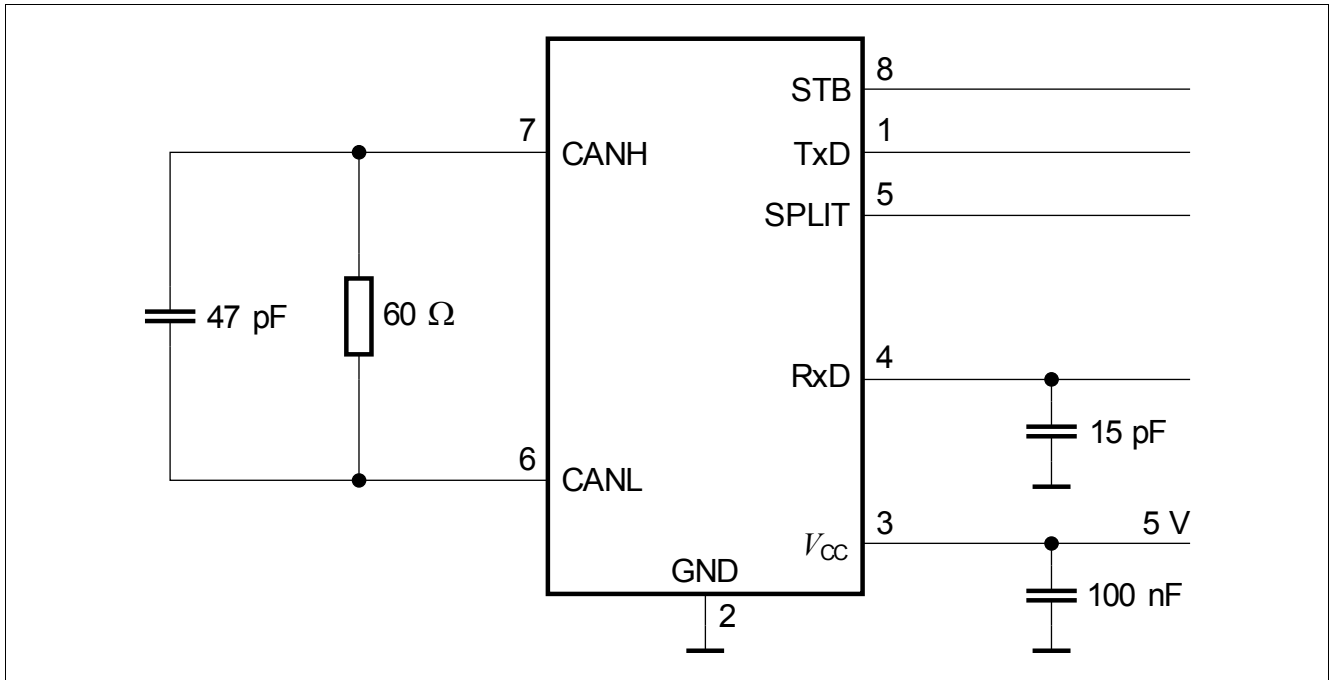 8
STB
7
1
CANH
TxD
5
SPLIT
47 pF
60 Ω
4
RxD
15 pF
6
CANL
3
5 V
V_CC
GND
100 nF
2